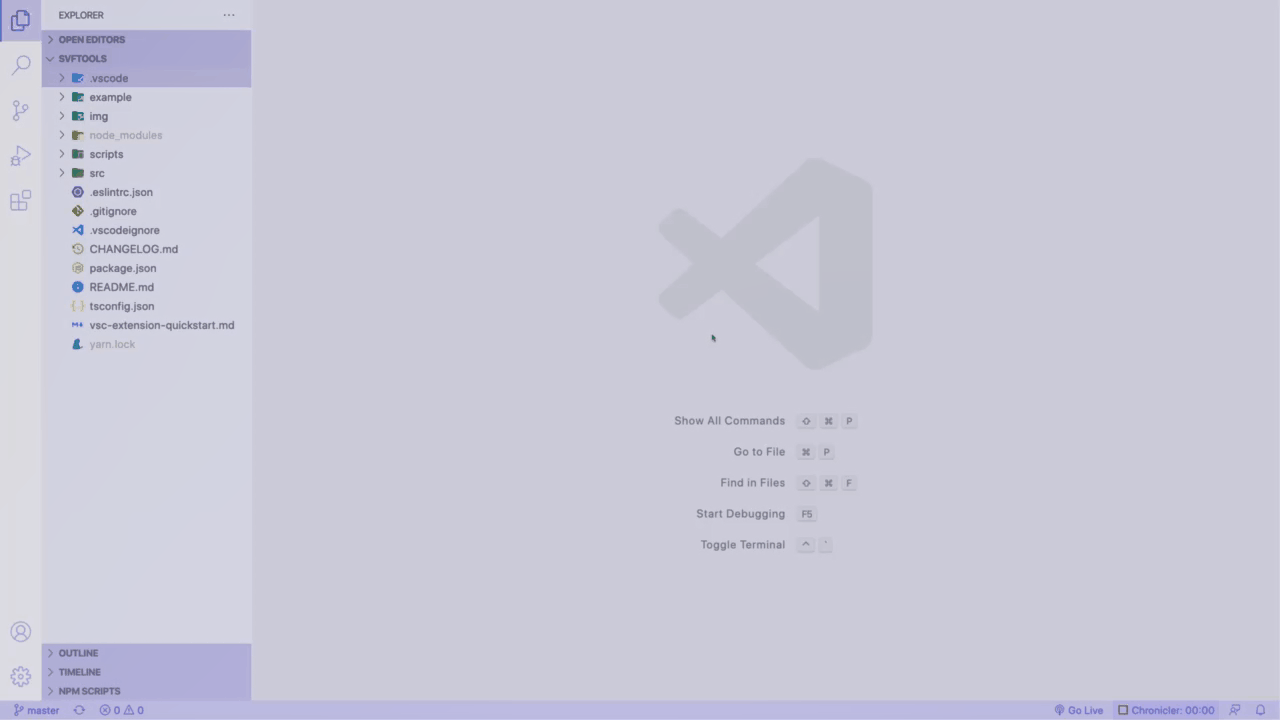 EXPLORER
OPEN EDITORS
SVFTOOLS
.vscode
example
img
node_modules
scripts
src
.eslintrc.json
.gitignore
.vscodeignore
CHANGELOG.md
package.json
README.md
tsconfig.json
vsc-extension-quickstart.md
yarn.lock
Show All Commands ⇧ ⌘ P
Go to File ⌘ P
Find in Files ⇧ ⌘ F
Start Debugging F5
Toggle Terminal ^ `
OUTLINE
TIMELINE
NPM SCRIPTS
master 0 0 Go Live Chronicler: 00:00